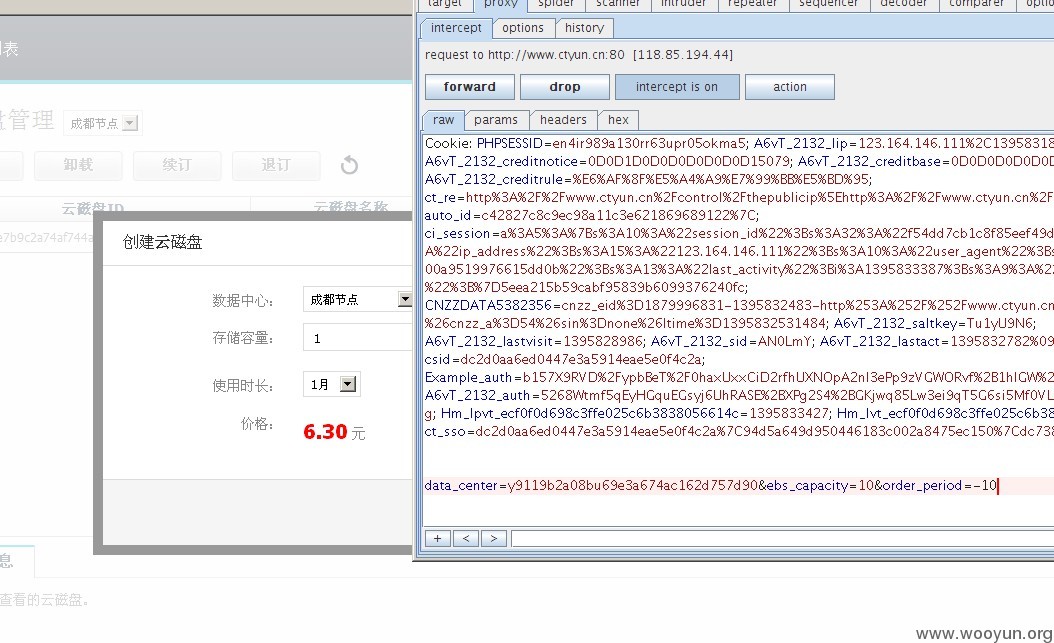 target proxy spider scanner intruder repeater sequencer decoder comparer
intercept options history
request to http://www.ctyun.cn:80 [118.85.194.44]
forward drop intercept is on action
raw params headers hex
Cookie: PHPSESSID=en4ir989a130rr63upr05okma5; A6vT_2132_lip=123.164.146.111%2C13958318
A6vT_2132_creditnotice=0D0D1D0D0D0D0D0D0D15079; A6vT_2132_creditbase=0D0D0D0D0D0D
A6vT_2132_creditrule=%E6%AF%8F%E5%A4%A9%E7%99%BB%E5%BD%95;
ct_re=http%3A%2F%2Fwww.ctyun.cn%2Fcontrol%2Fthepublicip%5Ehttp%3A%2F%2Fwww.ctyun.cn%2F
auto_id=c42827c8c9ec98a11c3e621869689122%7C;
ci_session=a%3A5%3A%7Bs%3A10%3A%22session_id%22%3Bs%3A32%3A%22f54dd7cb1c8f85eef49d
A%22ip_address%22%3Bs%3A15%3A%22123.164.146.111%22%3Bs%3A10%3A%22user_agent%22%3Bs
00a9519976615dd0b%22%3Bs%3A13%3A%22last_activity%22%3Bi%3A1395833387%3Bs%3A9%3A%
%22%3B%7D5eea215b59cabf95839b6099376240fc;
CNZZDATA5382356=cnzz_eid%3D1879996831-1395832483-http%253A%252F%252Fwww.ctyun.cn
%26cnzz_a%3D54%26sin%3Dnone%26ltime%3D1395832531484; A6vT_2132_saltkey=Tu1yU9N6;
A6vT_2132_lastvisit=1395828986; A6vT_2132_sid=AN0LmY; A6vT_2132_lastact=1395832782%09
csid=dc2d0aa6ed0447e3a5914eae5e0f4c2a;
Example_auth=b157X9RVD%2FypbBeT%2F0haxUxxCiD2rfhUXNOpA2nI3ePp9zVGWORvf%2B1hIGW%2
A6vT_2132_auth=5268Wtmf5qEyHGquEGsyj6UhRASE%2BXPg2S4%2BGKjwq85Lw3ei9qT5G6si5Mf0VL
g; Hm_lpvt_ecf0f0d698c3ffe025c6b3838056614c=1395833427; Hm_lvt_ecf0f0d698c3ffe025c6b38
ct_sso=dc2d0aa6ed0447e3a5914eae5e0f4c2a%7C94d5a649d950446183c002a8475ec150%7Cdc738
data_center=y9119b2a08bu69e3a674ac162d757d90&ebs_capacity=10&order_period=-10
+ < >
列表
盘管理 成都节点
卸载 续订 退订
云磁盘ID 云磁盘名称
e7b9c2a74af744a
创建云磁盘
数据中心: 成都节点
存储容量: 1
使用时长: 1月
价格: 6.30 元
息
查看的云磁盘。
www.wooyun.org